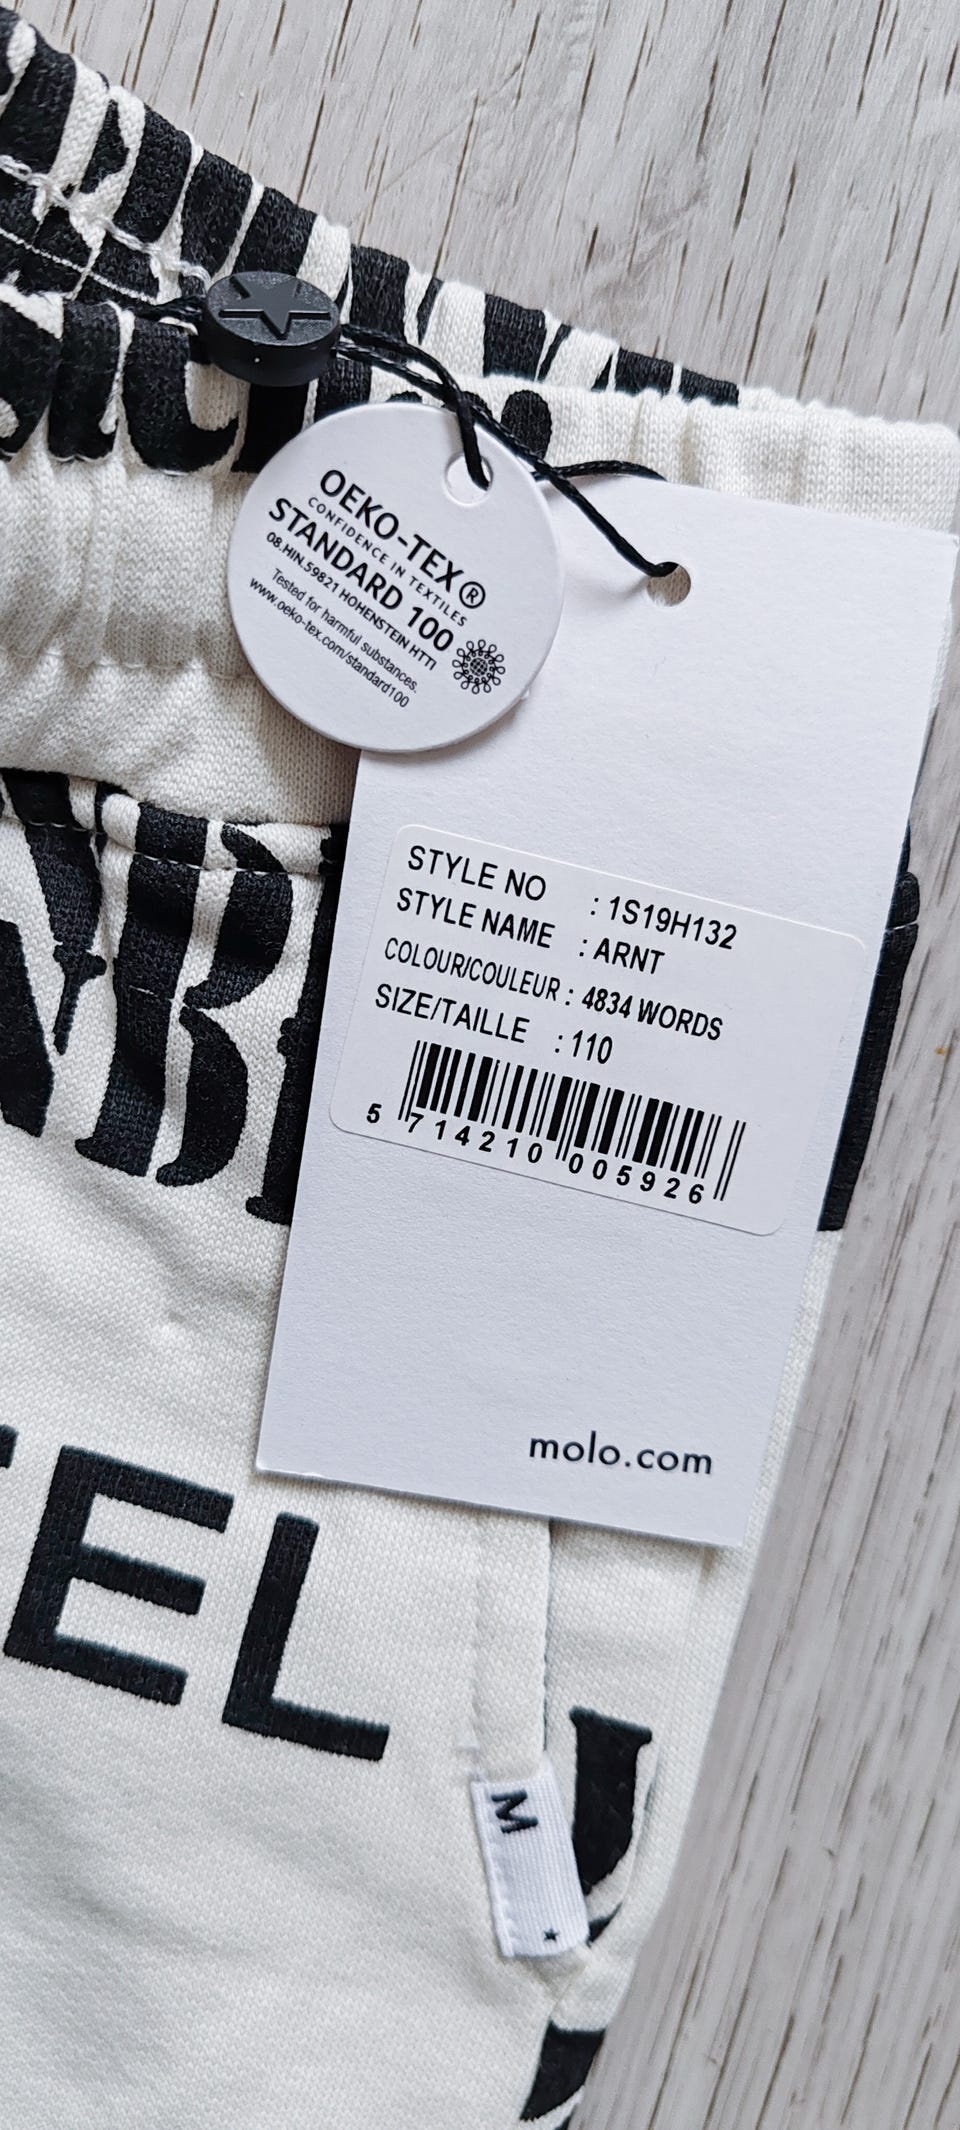 OEKO-TEX®
CONFIDENCE IN TEXTILES
STANDARD 100
08.HIN.59821 HOHENSTEIN HTTI
Tested for harmful substances.
www.oeko-tex.com/standard100
STYLE NO : 1S19H132
STYLE NAME : ARNT
COLOUR/COULEUR : 4834 WORDS
SIZE/TAILLE : 110
5 714210 005926
molo.com
EL
M